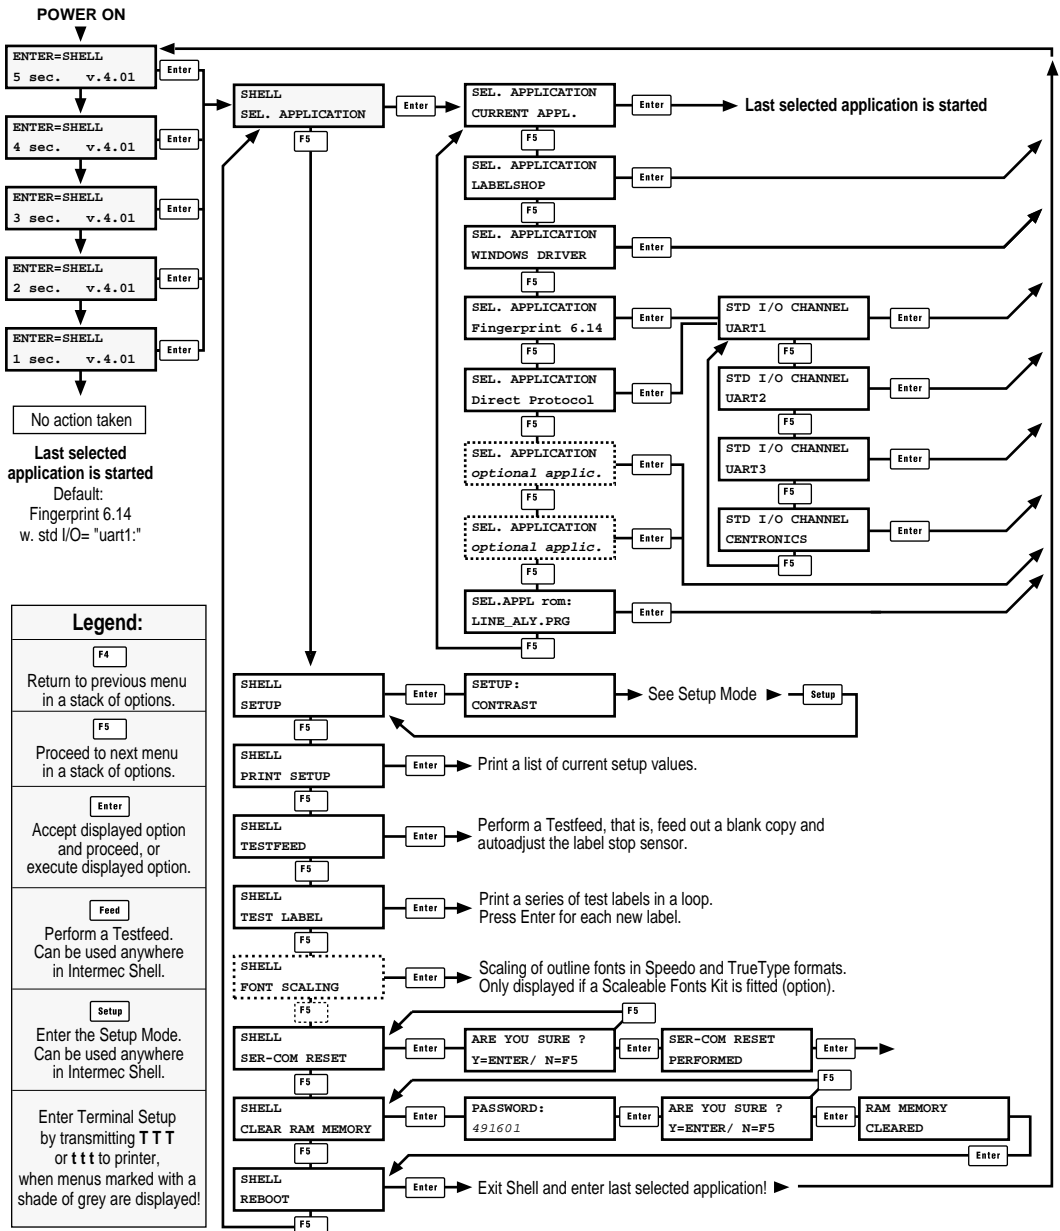 POWER ON
ENTER=SHELL
5 sec. v.4.01
Enter
ENTER=SHELL
4 sec. v.4.01
Enter
ENTER=SHELL
3 sec. v.4.01
Enter
ENTER=SHELL
2 sec. v.4.01
Enter
ENTER=SHELL
1 sec. v.4.01
Enter
No action taken
Last selected
application is started
Default:
Fingerprint 6.14
w. std I/O= "uart1:"
SHELL
SEL. APPLICATION
Enter
F5
SEL. APPLICATION
CURRENT APPL.
Enter
Last selected application is started
F5
SEL. APPLICATION
LABELSHOP
Enter
F5
SEL. APPLICATION
WINDOWS DRIVER
Enter
F5
SEL. APPLICATION
Fingerprint 6.14
Enter
F5
SEL. APPLICATION
Direct Protocol
Enter
F5
SEL. APPLICATION
optional applic.
Enter
F5
SEL. APPLICATION
optional applic.
Enter
F5
SEL.APPL rom:
LINE_ALY.PRG
Enter
F5
STD I/O CHANNEL
UART1
Enter
F5
STD I/O CHANNEL
UART2
Enter
F5
STD I/O CHANNEL
UART3
Enter
F5
STD I/O CHANNEL
CENTRONICS
Enter
F5
SHELL
SETUP
Enter
SETUP:
CONTRAST
See Setup Mode
Setup
F5
SHELL
PRINT SETUP
Enter
Print a list of current setup values.
F5
SHELL
TESTFEED
Enter
Perform a Testfeed, that is, feed out a blank copy and
autoadjust the label stop sensor.
F5
SHELL
TEST LABEL
Enter
Print a series of test labels in a loop.
Press Enter for each new label.
F5
SHELL
FONT SCALING
Enter
Scaling of outline fonts in Speedo and TrueType formats.
Only displayed if a Scaleable Fonts Kit is fitted (option).
F5
SHELL
SER-COM RESET
Enter
ARE YOU SURE ?
Y=ENTER/ N=F5
F5
Enter
SER-COM RESET
PERFORMED
Enter
F5
SHELL
CLEAR RAM MEMORY
Enter
PASSWORD:
491601
Enter
ARE YOU SURE ?
Y=ENTER/ N=F5
F5
Enter
RAM MEMORY
CLEARED
Enter
F5
SHELL
REBOOT
Enter
Exit Shell and enter last selected application!
F5
Legend:
F4
Return to previous menu
in a stack of options.
F5
Proceed to next menu
in a stack of options.
Enter
Accept displayed option
and proceed, or
execute displayed option.
Feed
Perform a Testfeed.
Can be used anywhere
in Intermec Shell.
Setup
Enter the Setup Mode.
Can be used anywhere
in Intermec Shell.
Enter Terminal Setup
by transmitting T T T
or t t t to printer,
when menus marked with a
shade of grey are displayed!